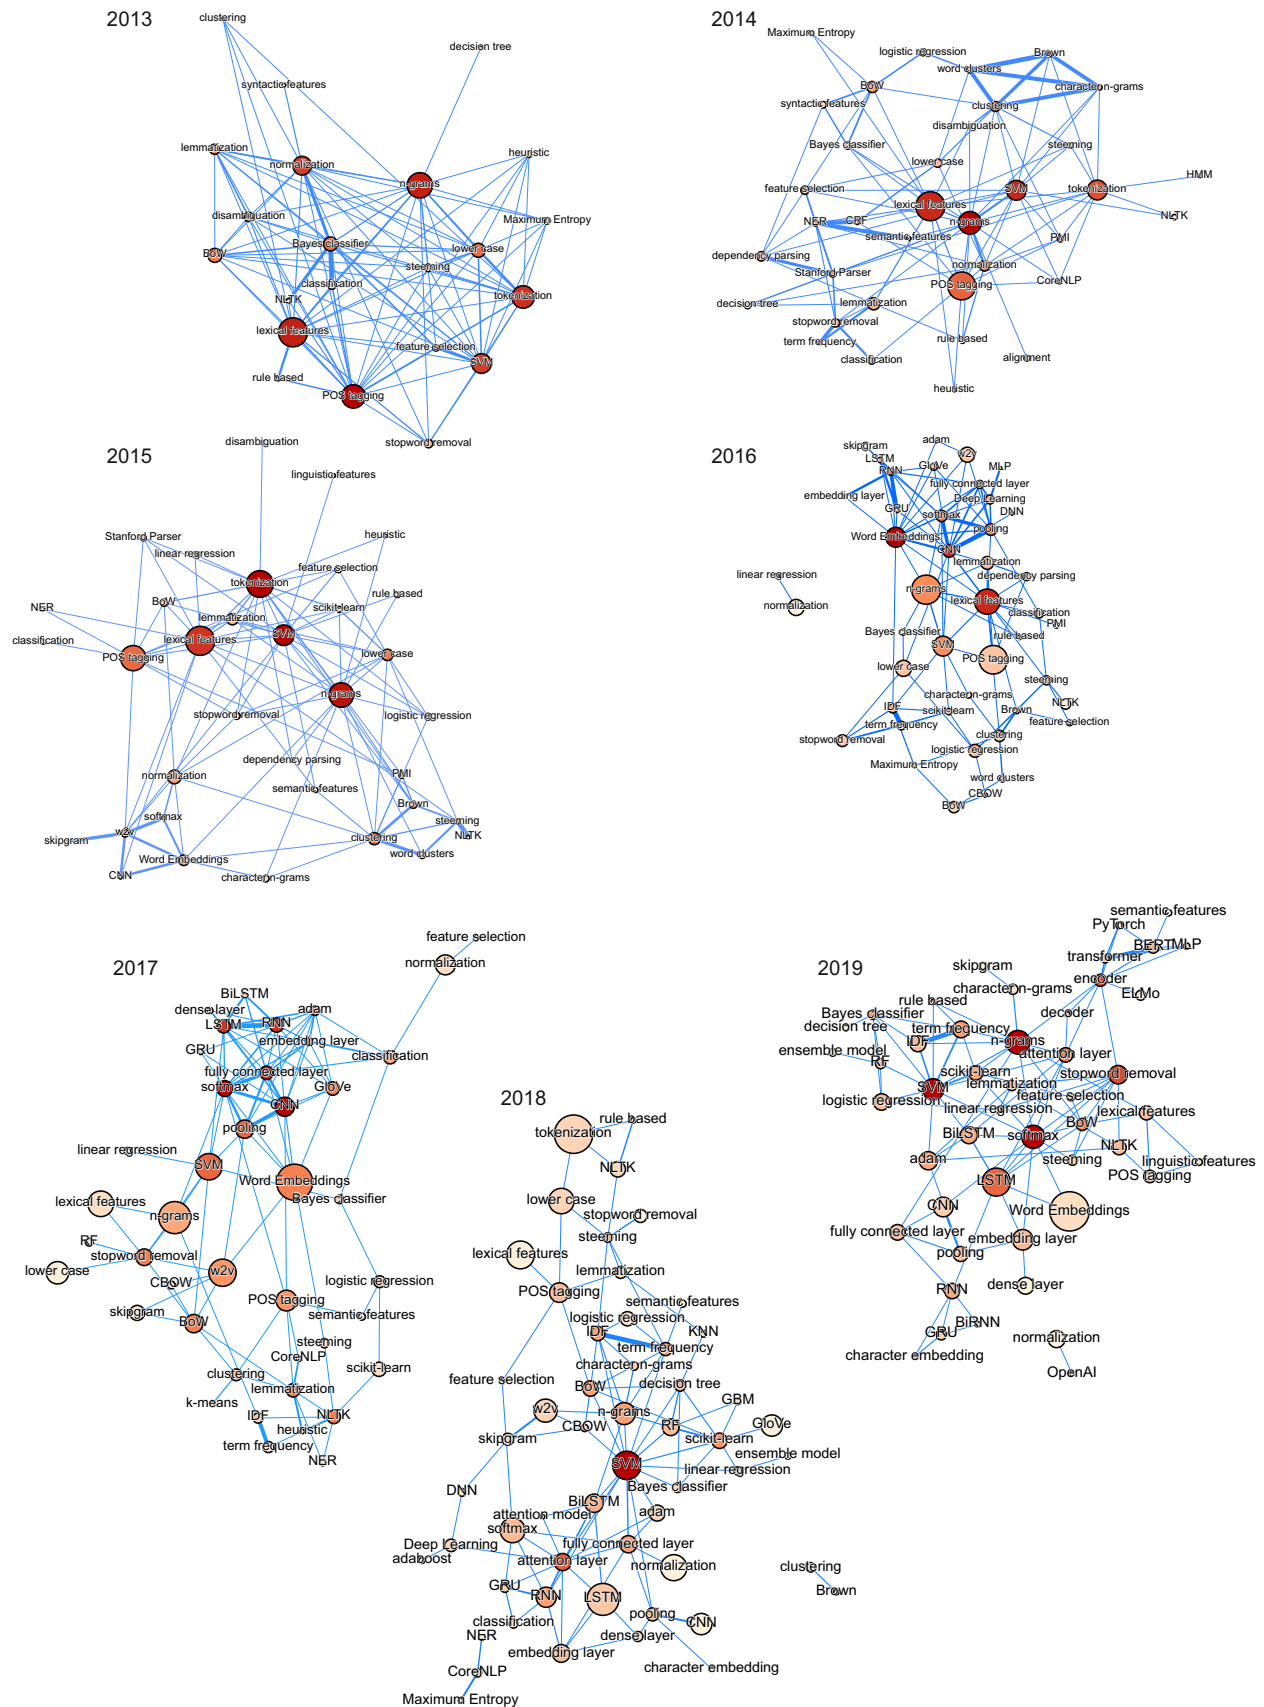 2013
clustering
decision tree
syntactic features
lemmatization
normalization
heuristic
n-grams
disambiguation
Maximum Entropy
Bayes classifier
lower case
BoW
steeming
classification
NLTK
tokenization
lexical features
feature selection
SVM
rule based
POS tagging
stopword removal
2014
Maximum Entropy
logistic regression
Brown
word clusters
BoW
character n-grams
syntactic features
clustering
disambiguation
Bayes classifier
steeming
lower case
HMM
feature selection
SVM
tokenization
lexical features
NER
CRF
n-grams
NLTK
semantic features
PMI
dependency parsing
normalization
Stanford Parser
POS tagging
CoreNLP
decision tree
lemmatization
stopword removal
term frequency
rule based
classification
alignment
heuristic
2015
disambiguation
linguistic features
Stanford Parser
heuristic
linear regression
feature selection
tokenization
rule based
BoW
scikit-learn
NER
lemmatization
classification
lexical features
SVM
POS tagging
lower case
n-grams
stopword removal
logistic regression
dependency parsing
normalization
PMI
semantic features
Brown
softmax
steeming
skipgram
w2v
clustering
NLTK
Word Embeddings
word clusters
CNN
character n-grams
2016
adam
skipgram
w2v
LSTM
GloVe
RNN
MLP
fully connected layer
embedding layer
Deep Learning
GRU
DNN
softmax
pooling
Word Embeddings
CNN
lemmatization
linear regression
dependency parsing
n-grams
normalization
lexical features
classification
PMI
Bayes classifier
rule based
SVM
POS tagging
lower case
steeming
character n-grams
NLTK
IDF
scikit-learn
Brown
term frequency
feature selection
clustering
stopword removal
logistic regression
Maximum Entropy
word clusters
CBOW
BoW
2017
feature selection
normalization
BiLSTM
dense layer
adam
LSTM
RNN
embedding layer
GRU
classification
fully connected layer
softmax
GloVe
CNN
pooling
linear regression
SVM
Word Embeddings
Bayes classifier
lexical features
n-grams
RF
stopword removal
lower case
w2v
CBOW
logistic regression
skipgram
POS tagging
semantic features
BoW
steeming
CoreNLP
scikit-learn
clustering
lemmatization
k-means
IDF
NLTK
heuristic
term frequency
NER
2018
rule based
tokenization
NLTK
lower case
stopword removal
steeming
lexical features
lemmatization
POS tagging
semantic features
logistic regression
IDF
KNN
term frequency
character n-grams
feature selection
BoW
decision tree
GBM
w2v
n-grams
CBOW
RF
GloVe
skipgram
scikit-learn
ensemble model
SVM
linear regression
Bayes classifier
DNN
BiLSTM
attention model
adam
softmax
Deep Learning
fully connected layer
adaboost
attention layer
normalization
GRU
RNN
LSTM
classification
pooling
CNN
NER
dense layer
embedding layer
character embedding
CoreNLP
Maximum Entropy
clustering
Brown
2019
semantic features
PyTorch
BERT
MLP
transformer
skipgram
encoder
character n-grams
ELMo
rule based
Bayes classifier
decoder
decision tree
term frequency
IDF
n-grams
ensemble model
attention layer
RF
scikit-learn
stopword removal
SVM
lemmatization
feature selection
logistic regression
linear regression
lexical features
BoW
BiLSTM
softmax
NLTK
adam
steeming
linguistic features
POS tagging
LSTM
CNN
Word Embeddings
fully connected layer
embedding layer
pooling
RNN
dense layer
BiRNN
GRU
normalization
character embedding
OpenAI